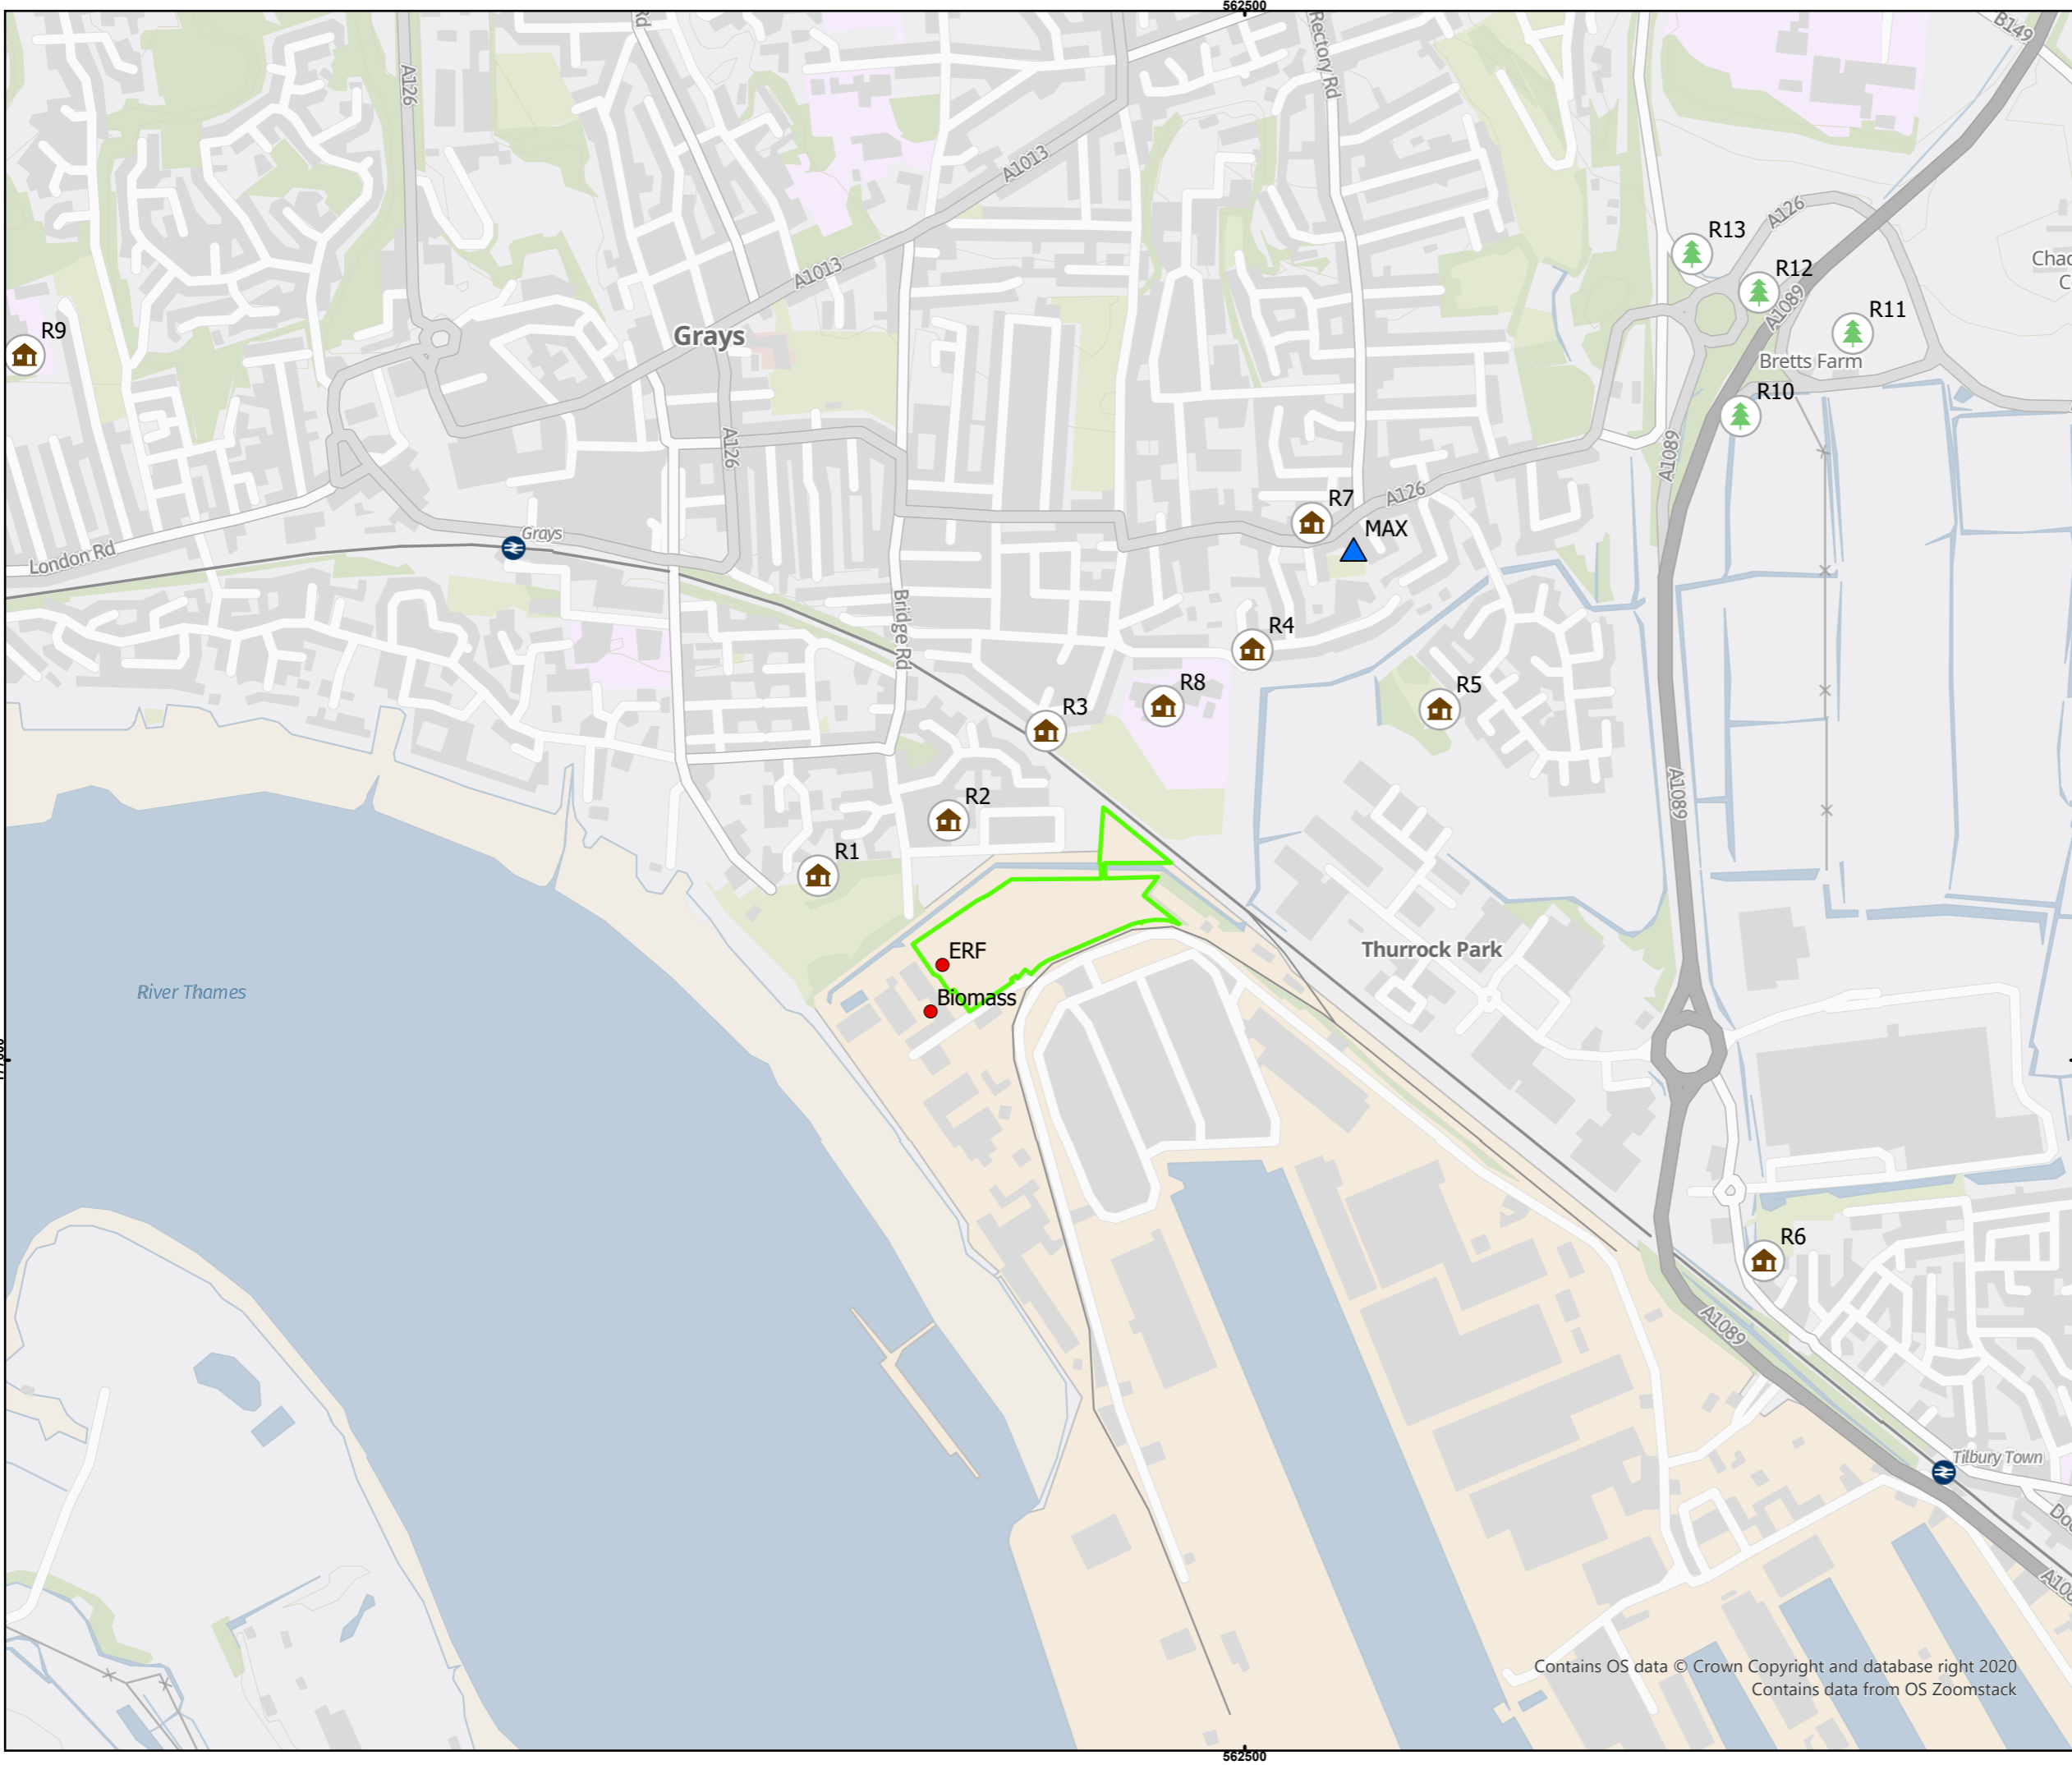 562500
Rd
Rectory Rd
B149
A126
A1013
A126
R13
R12
A1089
R11
Bretts Farm
R10
A1013
Grays
R9
A126
A1089
R7
A126
MAX
Grays
London Rd
Bridge Rd
R4
R8
R5
R3
A1089
R2
R1
Thurrock Park
ERF
Biomass
River Thames
R6
A1089
Tilbury Town
Contains OS data © Crown Copyright and database right 2020
Contains data from OS Zoomstack
562500